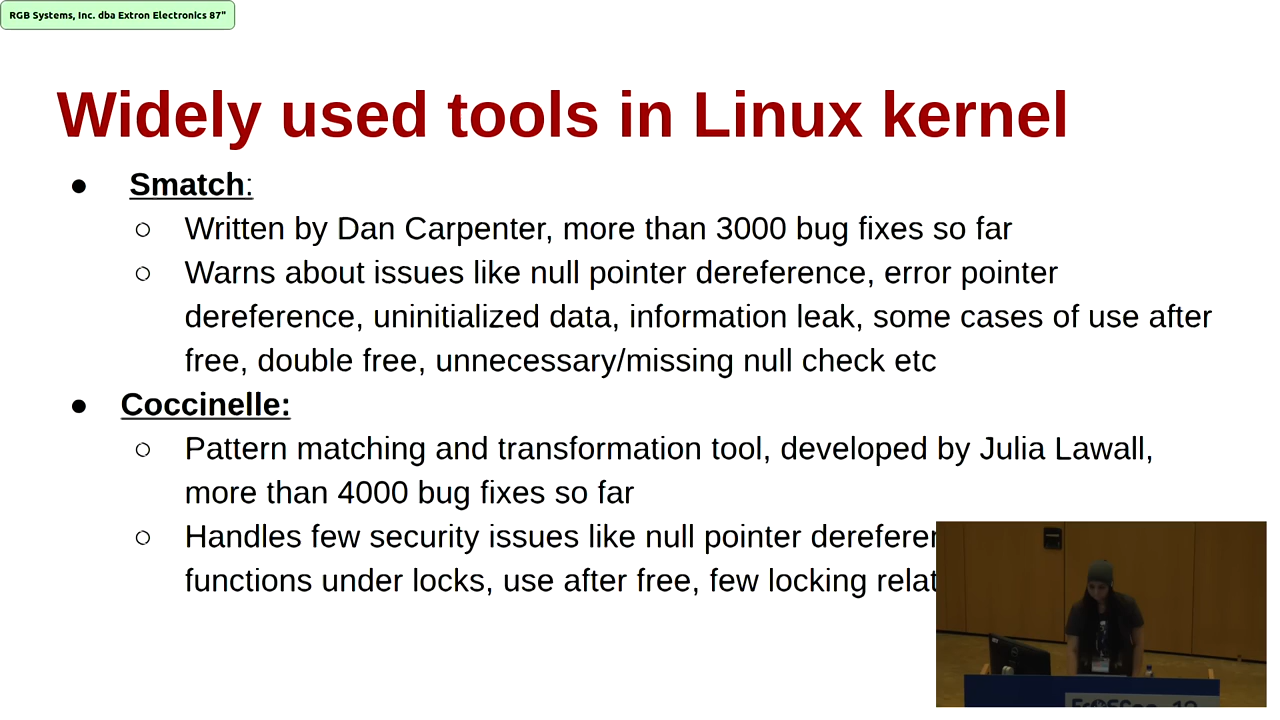 RGB Systems, Inc. dba Extron Electronics 87"
Widely used tools in Linux kernel
● Smatch:
○ Written by Dan Carpenter, more than 3000 bug fixes so far
○ Warns about issues like null pointer dereference, error pointer
dereference, uninitialized data, information leak, some cases of use after
free, double free, unnecessary/missing null check etc
● Coccinelle:
○ Pattern matching and transformation tool, developed by Julia Lawall,
more than 4000 bug fixes so far
○ Handles few security issues like null pointer
functions under locks, use after free, few locking